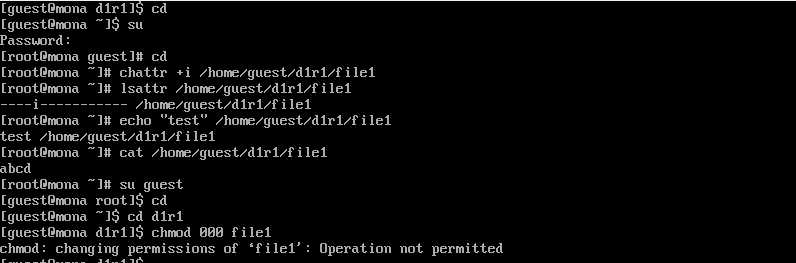 [guest@mona d1r1]$ cd
[guest@mona ~]$ su
Password:
[root@mona guest]# cd
[root@mona ~]# chattr +i /home/guest/d1r1/file1
[root@mona ~]# lsattr /home/guest/d1r1/file1
----i----------- /home/guest/d1r1/file1
[root@mona ~]# echo "test" /home/guest/d1r1/file1
test /home/guest/d1r1/file1
[root@mona ~]# cat /home/guest/d1r1/file1
abcd
[root@mona ~]# su guest
[guest@mona root]$ cd
[guest@mona ~]$ cd d1r1
[guest@mona d1r1]$ chmod 000 file1
chmod: changing permissions of ‘file1’: Operation not permitted
[guest@mona d1r1]$